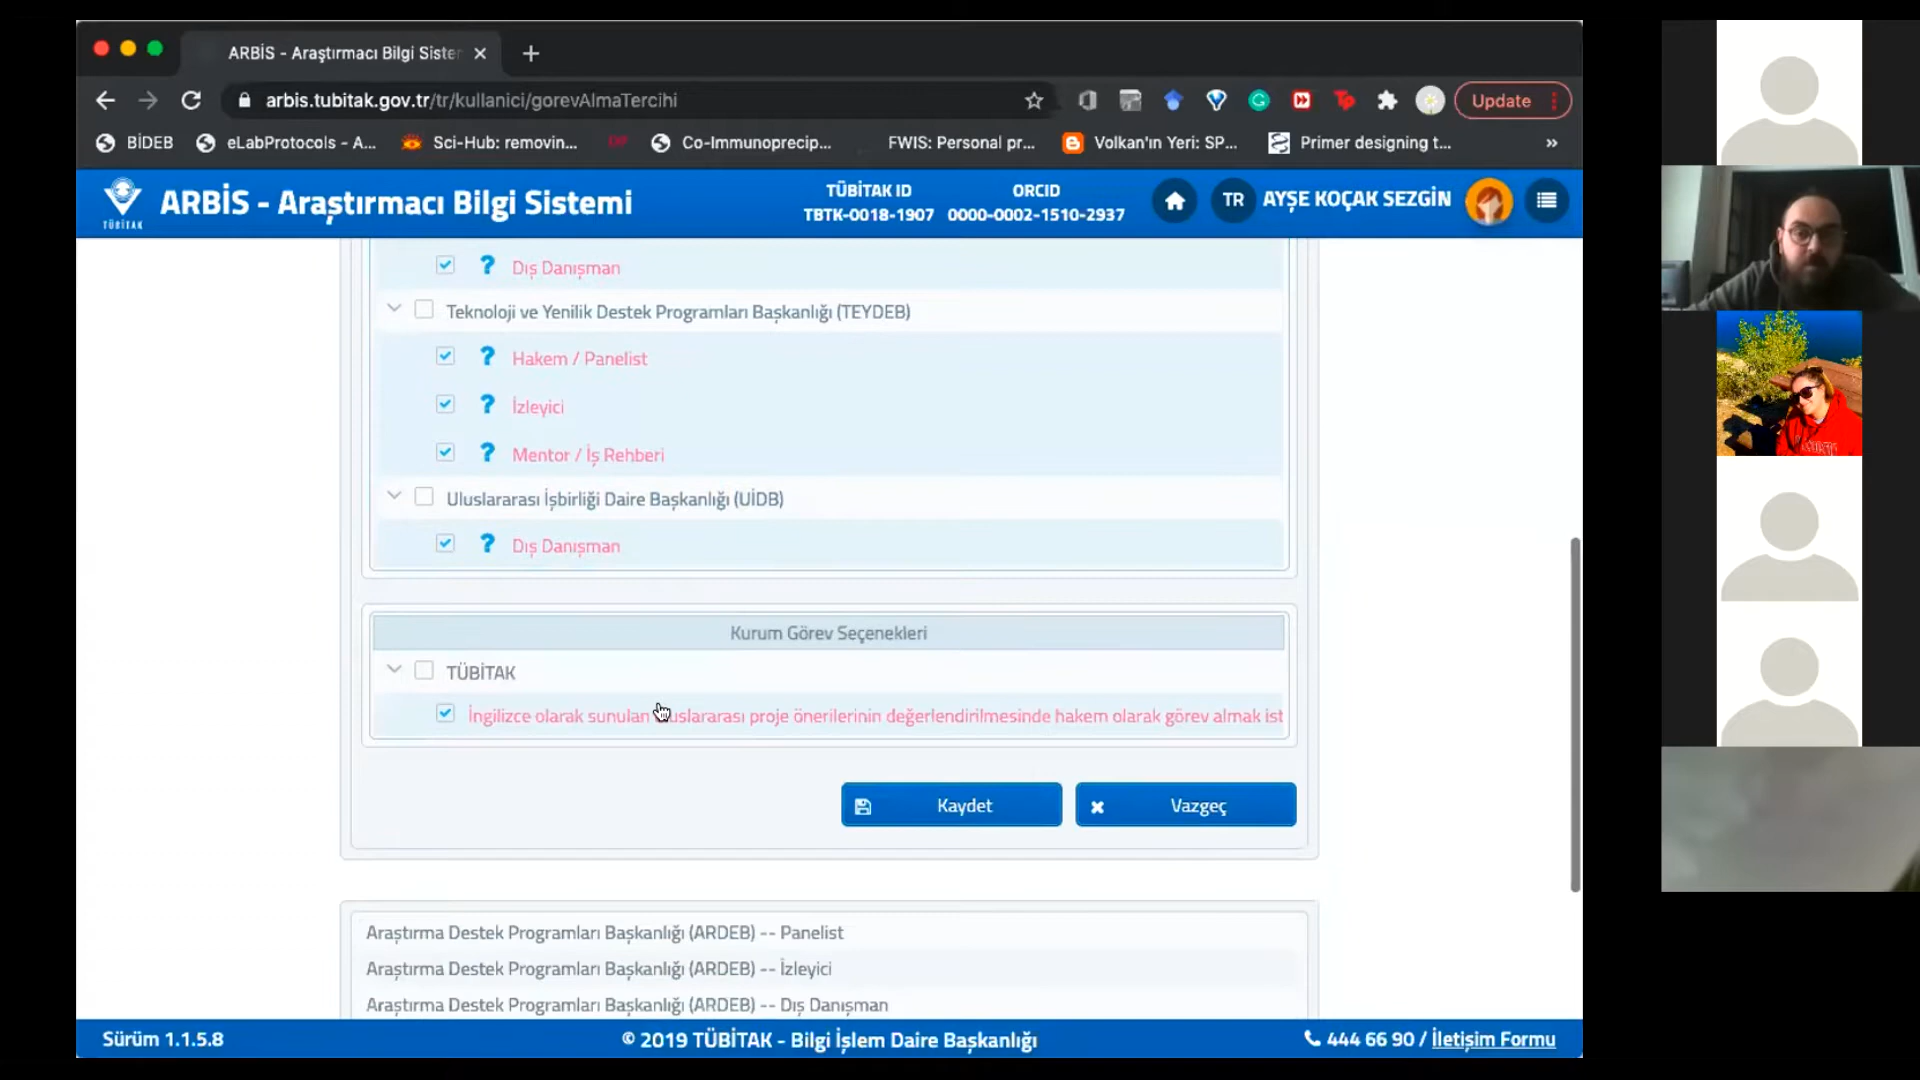 ARBİS - Araştırmacı Bilgi Siste
arbis.tubitak.gov.tr/tr/kullanici/gorevAlmaTercihi
Update
BİDEB
eLabProtocols - A...
Sci-Hub: removin...
Co-Immunoprecip...
FWIS: Personal pr...
Volkan'ın Yeri: SP...
Primer designing t...
TÜBİTAK
ARBİS - Araştırmacı Bilgi Sistemi
TÜBİTAK ID
TBTK-0018-1907
ORCID
0000-0002-1510-2937
TR
AYŞE KOÇAK SEZGİN
Dış Danışman
Teknoloji ve Yenilik Destek Programları Başkanlığı (TEYDEB)
Hakem / Panelist
İzleyici
Mentor / İş Rehberi
Uluslararası İşbirliği Daire Başkanlığı (UİDB)
Dış Danışman
Kurum Görev Seçenekleri
TÜBİTAK
İngilizce olarak sunulan uluslararası proje önerilerinin değerlendirilmesinde hakem olarak görev almak ist
Kaydet
Vazgeç
Araştırma Destek Programları Başkanlığı (ARDEB) -- Panelist
Araştırma Destek Programları Başkanlığı (ARDEB) -- İzleyici
Araştırma Destek Programları Başkanlığı (ARDEB) -- Dış Danışman
Sürüm 1.1.5.8
© 2019 TÜBİTAK - Bilgi İşlem Daire Başkanlığı
444 66 90 / İletişim Formu